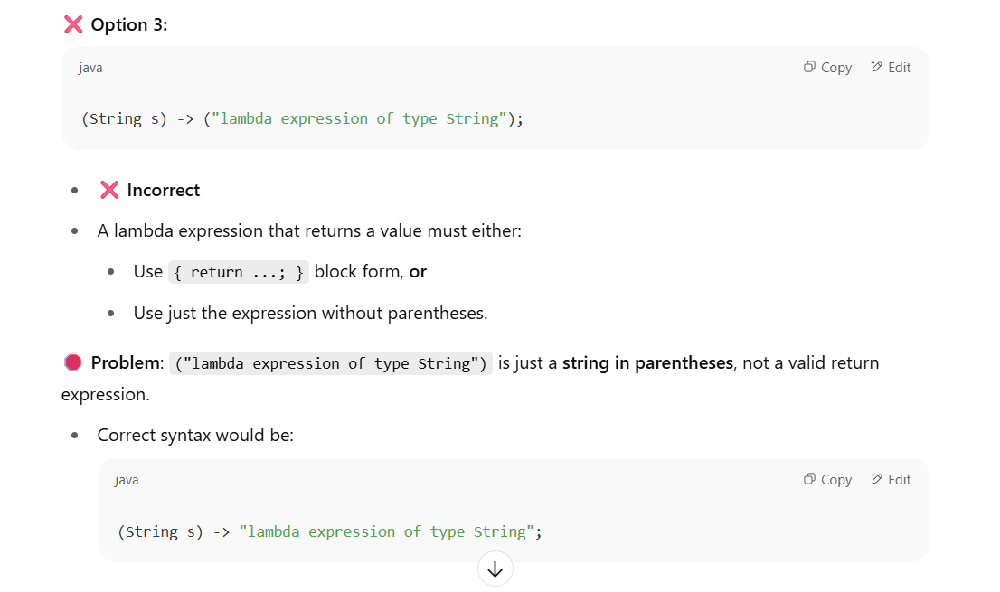 ❌ Option 3:
java Copy Edit
(String s) -> ("lambda expression of type String");
• ❌ Incorrect
• A lambda expression that returns a value must either:
• Use { return ...; } block form, or
• Use just the expression without parentheses.
🛑 Problem: ("lambda expression of type String") is just a string in parentheses, not a valid return
expression.
• Correct syntax would be:
java Copy Edit
(String s) -> "lambda expression of type String";